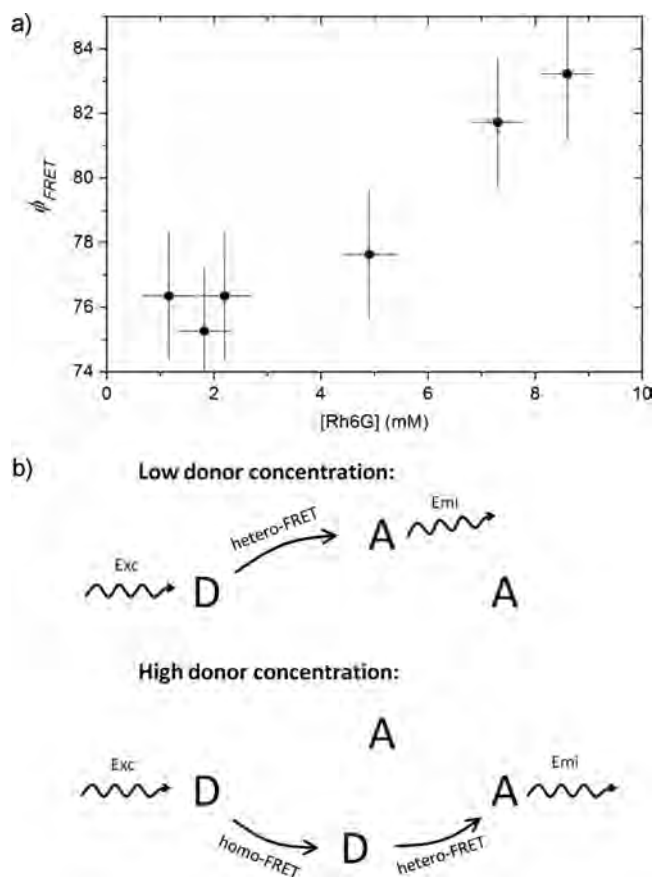 a)
84
82
80
78
76
74
ϕFRET
0 2 4 6 8 10
[Rh6G] (mM)
b)
Low donor concentration:
Exc
D
hetero-FRET
A
Emi
A
High donor concentration:
A
Exc
D
homo-FRET
D
hetero-FRET
A
Emi